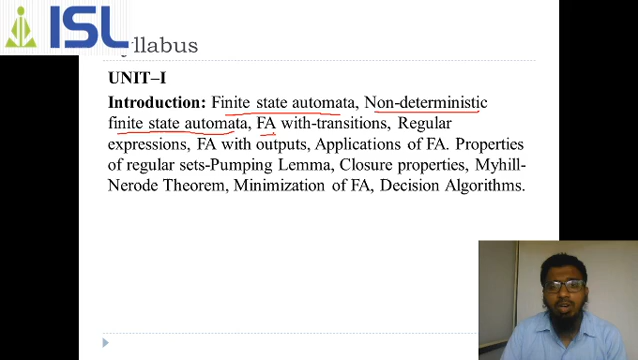 ISL
yllabus
UNIT–I
Introduction: Finite state automata, Non-deterministic
finite state automata, FA with-transitions, Regular
expressions, FA with outputs, Applications of FA. Properties
of regular sets-Pumping Lemma, Closure properties, Myhill-
Nerode Theorem, Minimization of FA, Decision Algorithms.